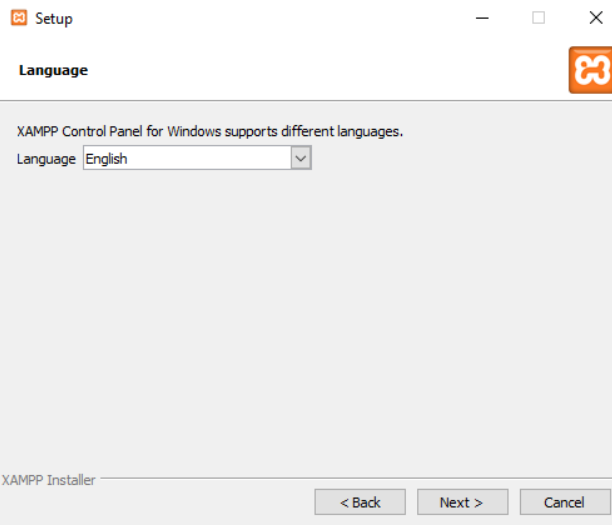 Setup
Language
XAMPP Control Panel for Windows supports different languages.
Language English
XAMPP Installer
< Back Next > Cancel